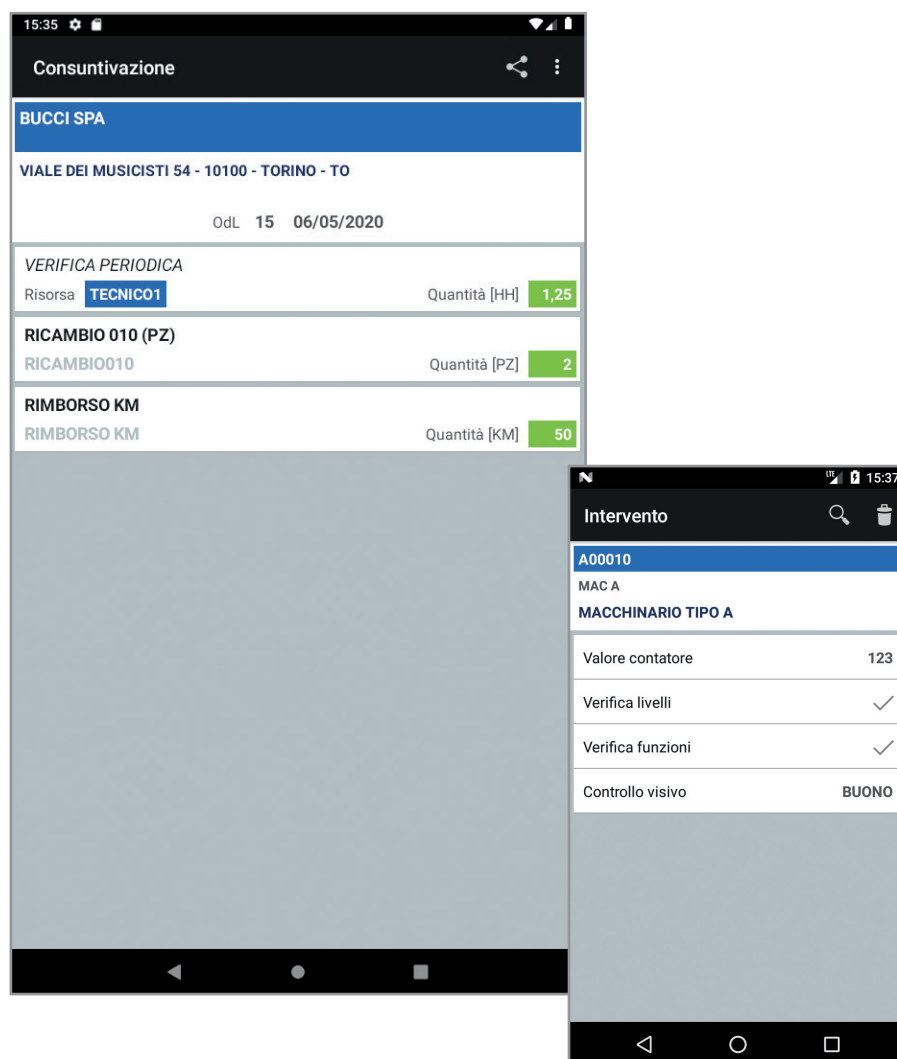 15:35
Consuntivazione
BUCCI SPA
VIALE DEI MUSICISTI 54 - 10100 - TORINO - TO
OdL 15 06/05/2020
VERIFICA PERIODICA
Risorsa TECNICO1 Quantità [HH] 1,25
RICAMBIO 010 (PZ)
RICAMBIO010 Quantità [PZ] 2
RIMBORSO KM
RIMBORSO KM Quantità [KM] 50
LTE 15:37
Intervento
A00010
MAC A
MACCHINARIO TIPO A
Valore contatore 123
Verifica livelli
Verifica funzioni
Controllo visivo BUONO